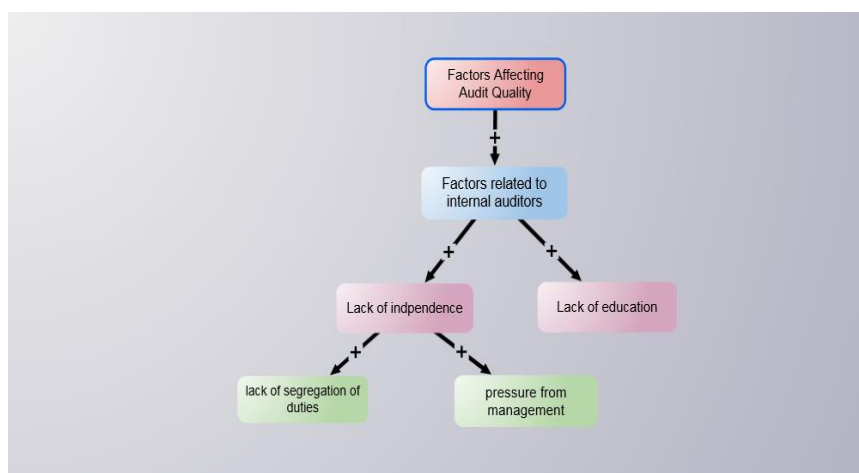 Factors Affecting
Audit Quality
+
Factors related to
internal auditors
+
+
Lack of indpendence
Lack of education
+
+
lack of segregation of
duties
pressure from
management